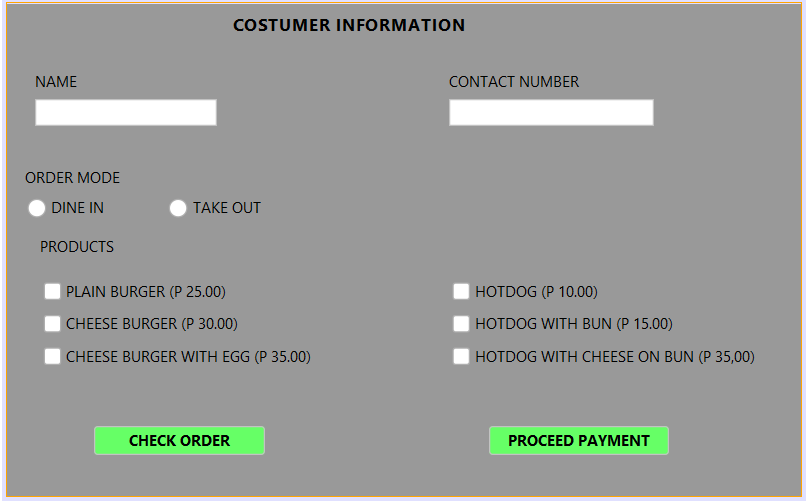 COSTUMER INFORMATION
NAME
CONTACT NUMBER
ORDER MODE
DINE IN
TAKE OUT
PRODUCTS
PLAIN BURGER (P 25.00)
HOTDOG (P 10.00)
CHEESE BURGER (P 30.00)
HOTDOG WITH BUN (P 15.00)
CHEESE BURGER WITH EGG (P 35.00)
HOTDOG WITH CHEESE ON BUN (P 35,00)
CHECK ORDER
PROCEED PAYMENT